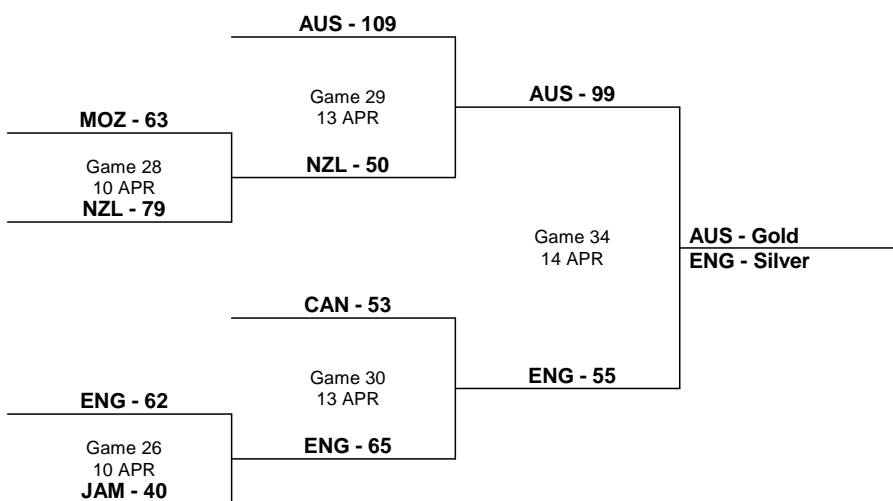 AUS - 109
Game 29
13 APR
AUS - 99
MOZ - 63
Game 28
10 APR
NZL - 50
NZL - 79
Game 34
14 APR
AUS - Gold
ENG - Silver
CAN - 53
Game 30
13 APR
ENG - 55
ENG - 62
Game 26
10 APR
ENG - 65
JAM - 40